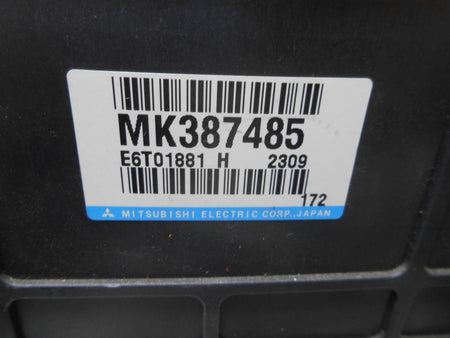 MK387485
E6T01881 H 2309
172
MITSUBISHI ELECTRIC CORP., JAPAN